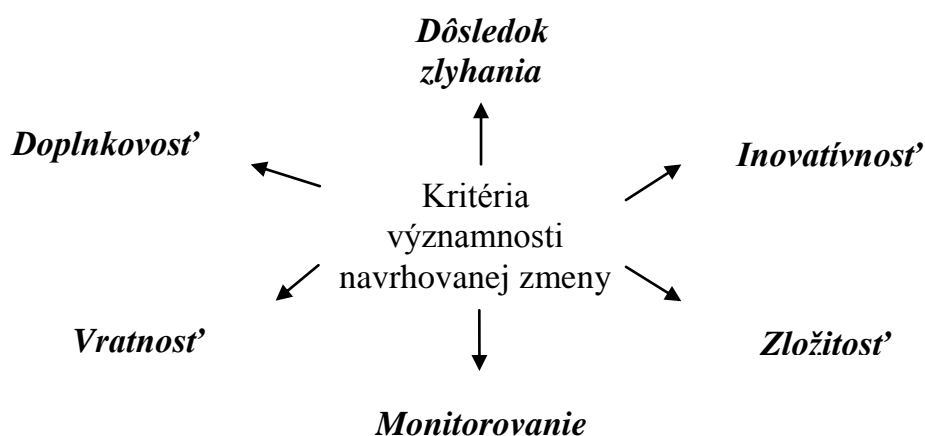 Dôsledok
zlyhania
Doplnkovosť
Inovatívnosť
Kritéria
významnosti
navrhovanej zmeny
Vratnosť
Zložitosť
Monitorovanie